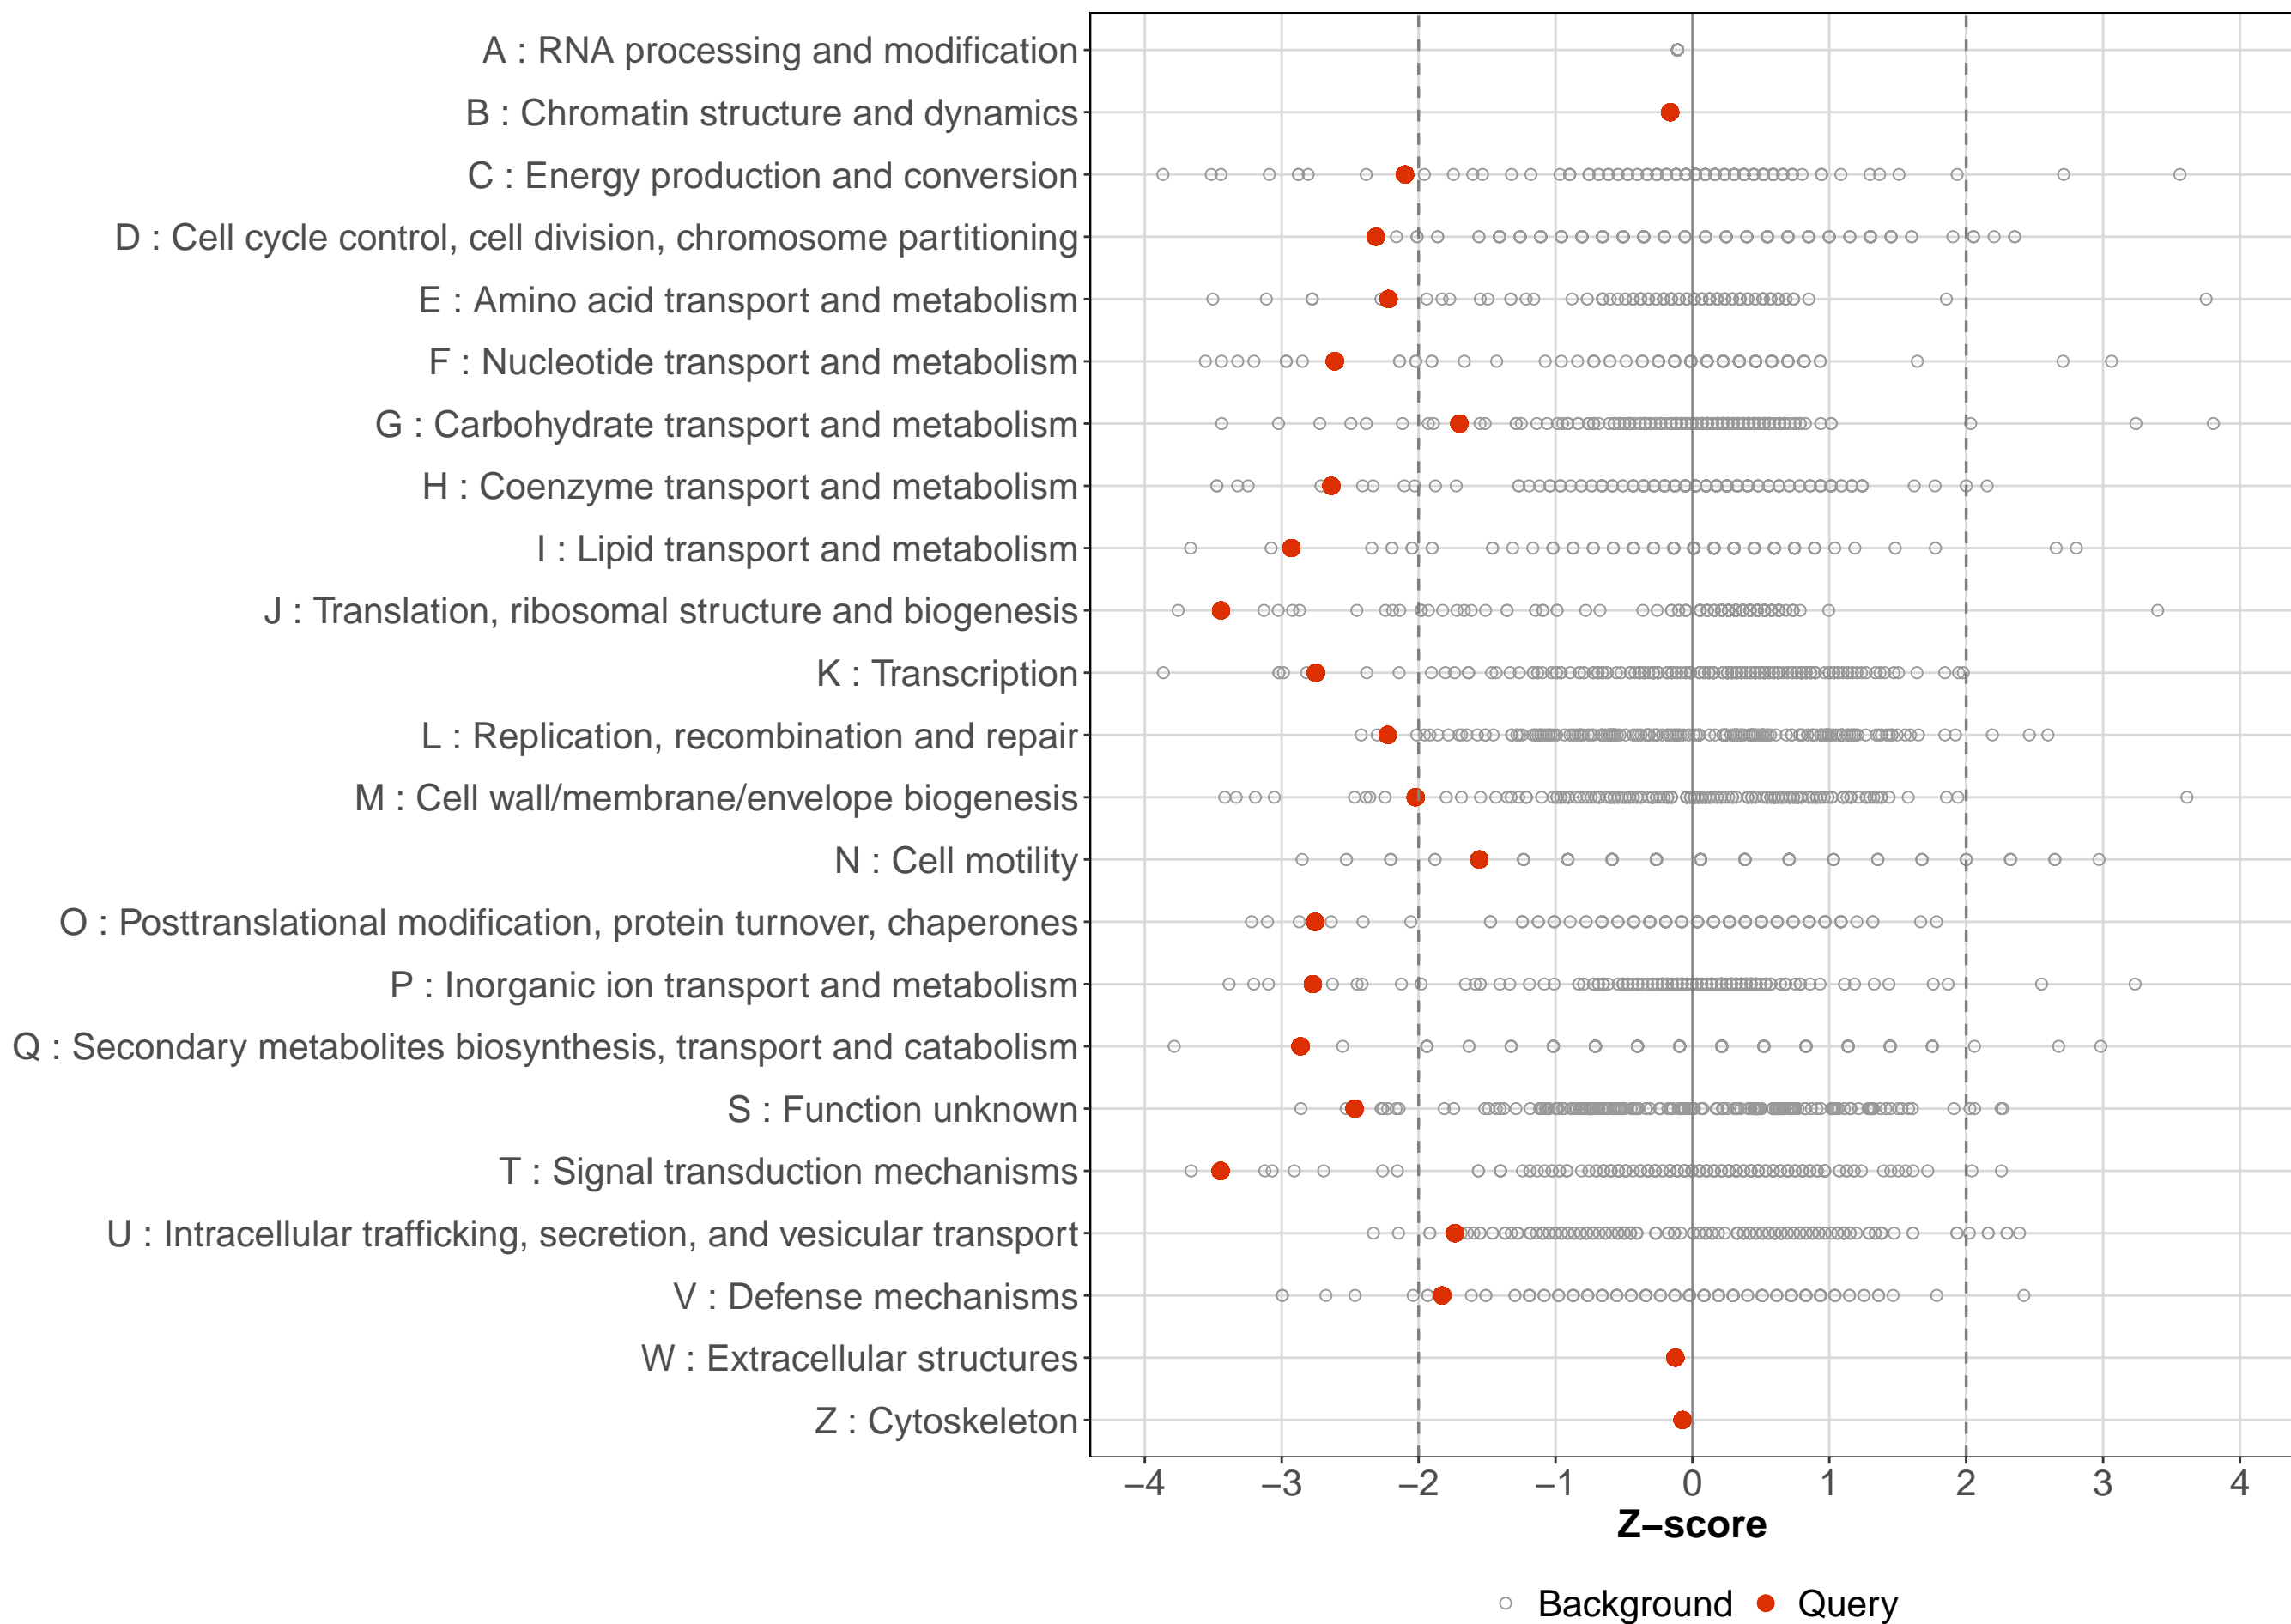 A : RNA processing and modification
B : Chromatin structure and dynamics
C : Energy production and conversion
D : Cell cycle control, cell division, chromosome partitioning
E : Amino acid transport and metabolism
F : Nucleotide transport and metabolism
G : Carbohydrate transport and metabolism
H : Coenzyme transport and metabolism
I : Lipid transport and metabolism
J : Translation, ribosomal structure and biogenesis
K : Transcription
L : Replication, recombination and repair
M : Cell wall/membrane/envelope biogenesis
N : Cell motility
O : Posttranslational modification, protein turnover, chaperones
P : Inorganic ion transport and metabolism
Q : Secondary metabolites biosynthesis, transport and catabolism
S : Function unknown
T : Signal transduction mechanisms
U : Intracellular trafficking, secretion, and vesicular transport
V : Defense mechanisms
W : Extracellular structures
Z : Cytoskeleton
−4 −3 −2 −1 0 1 2 3 4
Z−score
Background Query